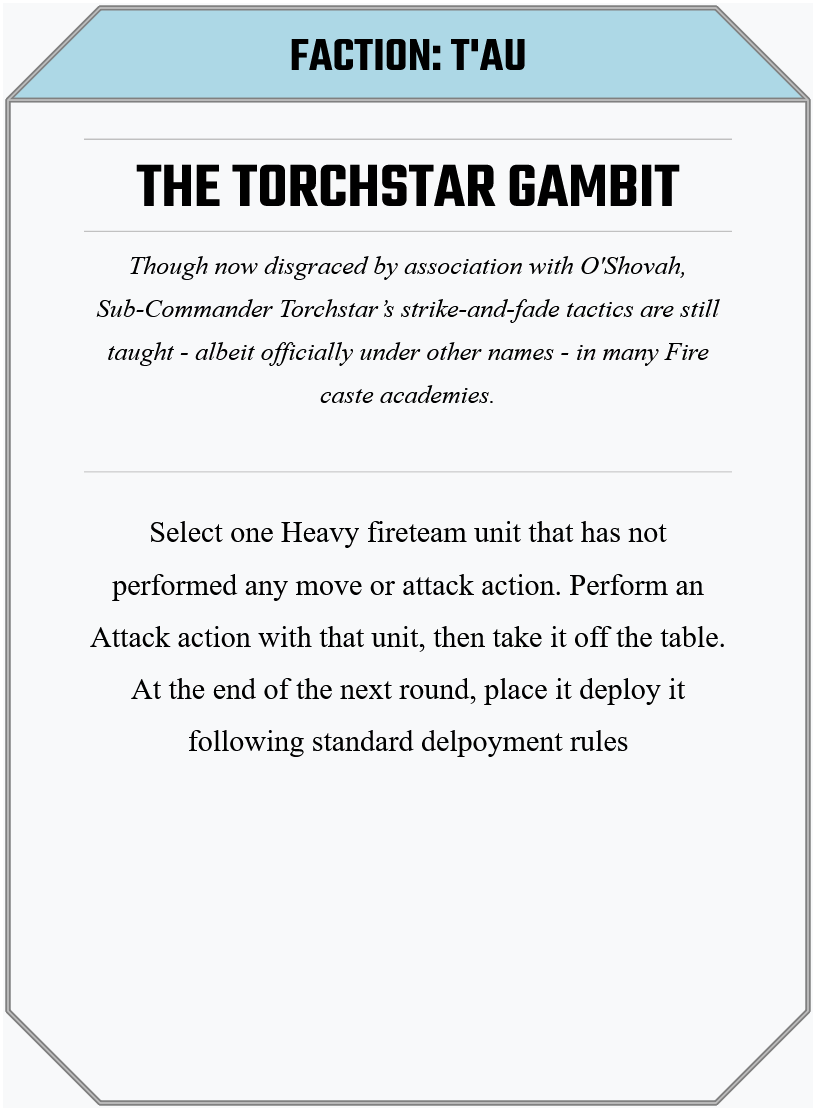 FACTION: T'AU
THE TORCHSTAR GAMBIT
Though now disgraced by association with O'Shovah,
Sub-Commander Torchstar’s strike-and-fade tactics are still
taught - albeit officially under other names - in many Fire
caste academies.
Select one Heavy fireteam unit that has not
performed any move or attack action. Perform an
Attack action with that unit, then take it off the table.
At the end of the next round, place it deploy it
following standard delpoyment rules